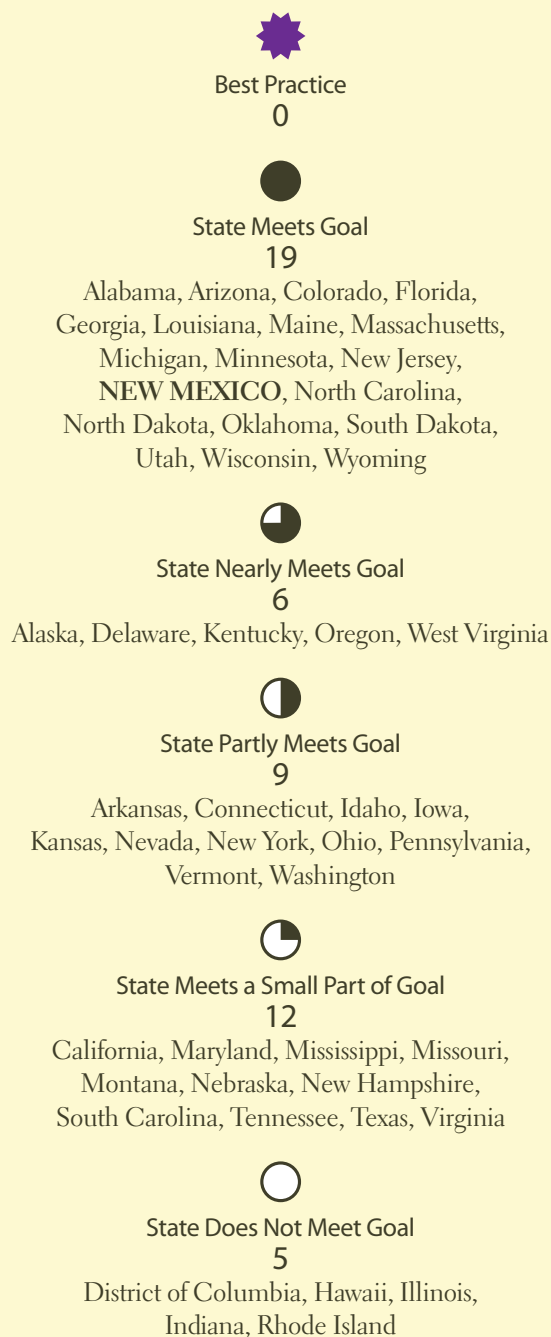 Best Practice
0
State Meets Goal
19
Alabama, Arizona, Colorado, Florida,
Georgia, Louisiana, Maine, Massachusetts,
Michigan, Minnesota, New Jersey,
NEW MEXICO, North Carolina,
North Dakota, Oklahoma, South Dakota,
Utah, Wisconsin, Wyoming
State Nearly Meets Goal
6
Alaska, Delaware, Kentucky, Oregon, West Virginia
State Partly Meets Goal
9
Arkansas, Connecticut, Idaho, Iowa,
Kansas, Nevada, New York, Ohio, Pennsylvania,
Vermont, Washington
State Meets a Small Part of Goal
12
California, Maryland, Mississippi, Missouri,
Montana, Nebraska, New Hampshire,
South Carolina, Tennessee, Texas, Virginia
State Does Not Meet Goal
5
District of Columbia, Hawaii, Illinois,
Indiana, Rhode Island